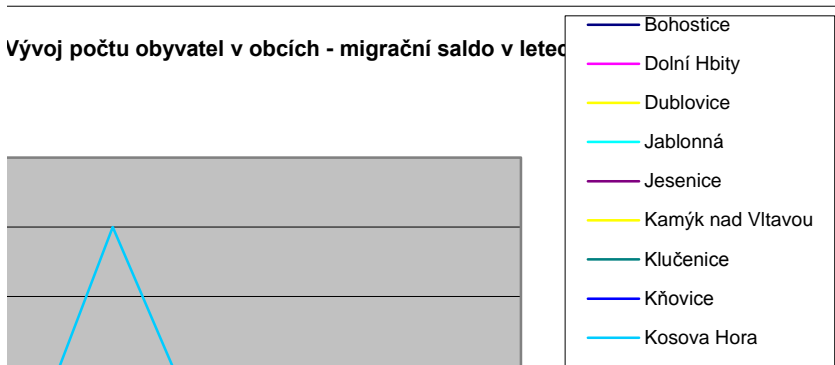 Vývoj počtu obyvatel v obcích - migrační saldo v
Bohostice
Dolní Hbity
Dublovice
Jablonná
Jesenice
Kamýk nad Vltavou
Klučenice
Kňovice
Kosova Hora